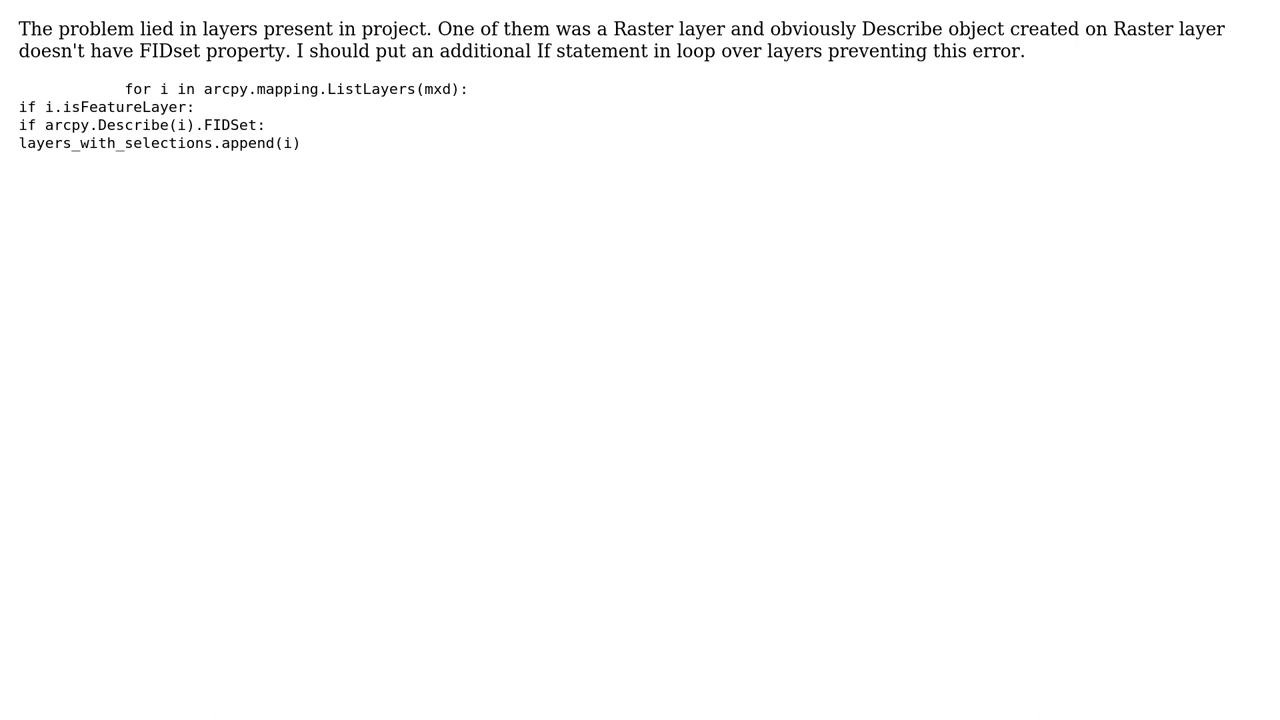 The problem lied in layers present in project. One of them was a Raster layer and obviously Describe object created on Raster layer
doesn't have FIDset property. I should put an additional If statement in loop over layers preventing this error.
            for i in arcpy.mapping.ListLayers(mxd):
if i.isFeatureLayer:
if arcpy.Describe(i).FIDSet:
layers_with_selections.append(i)